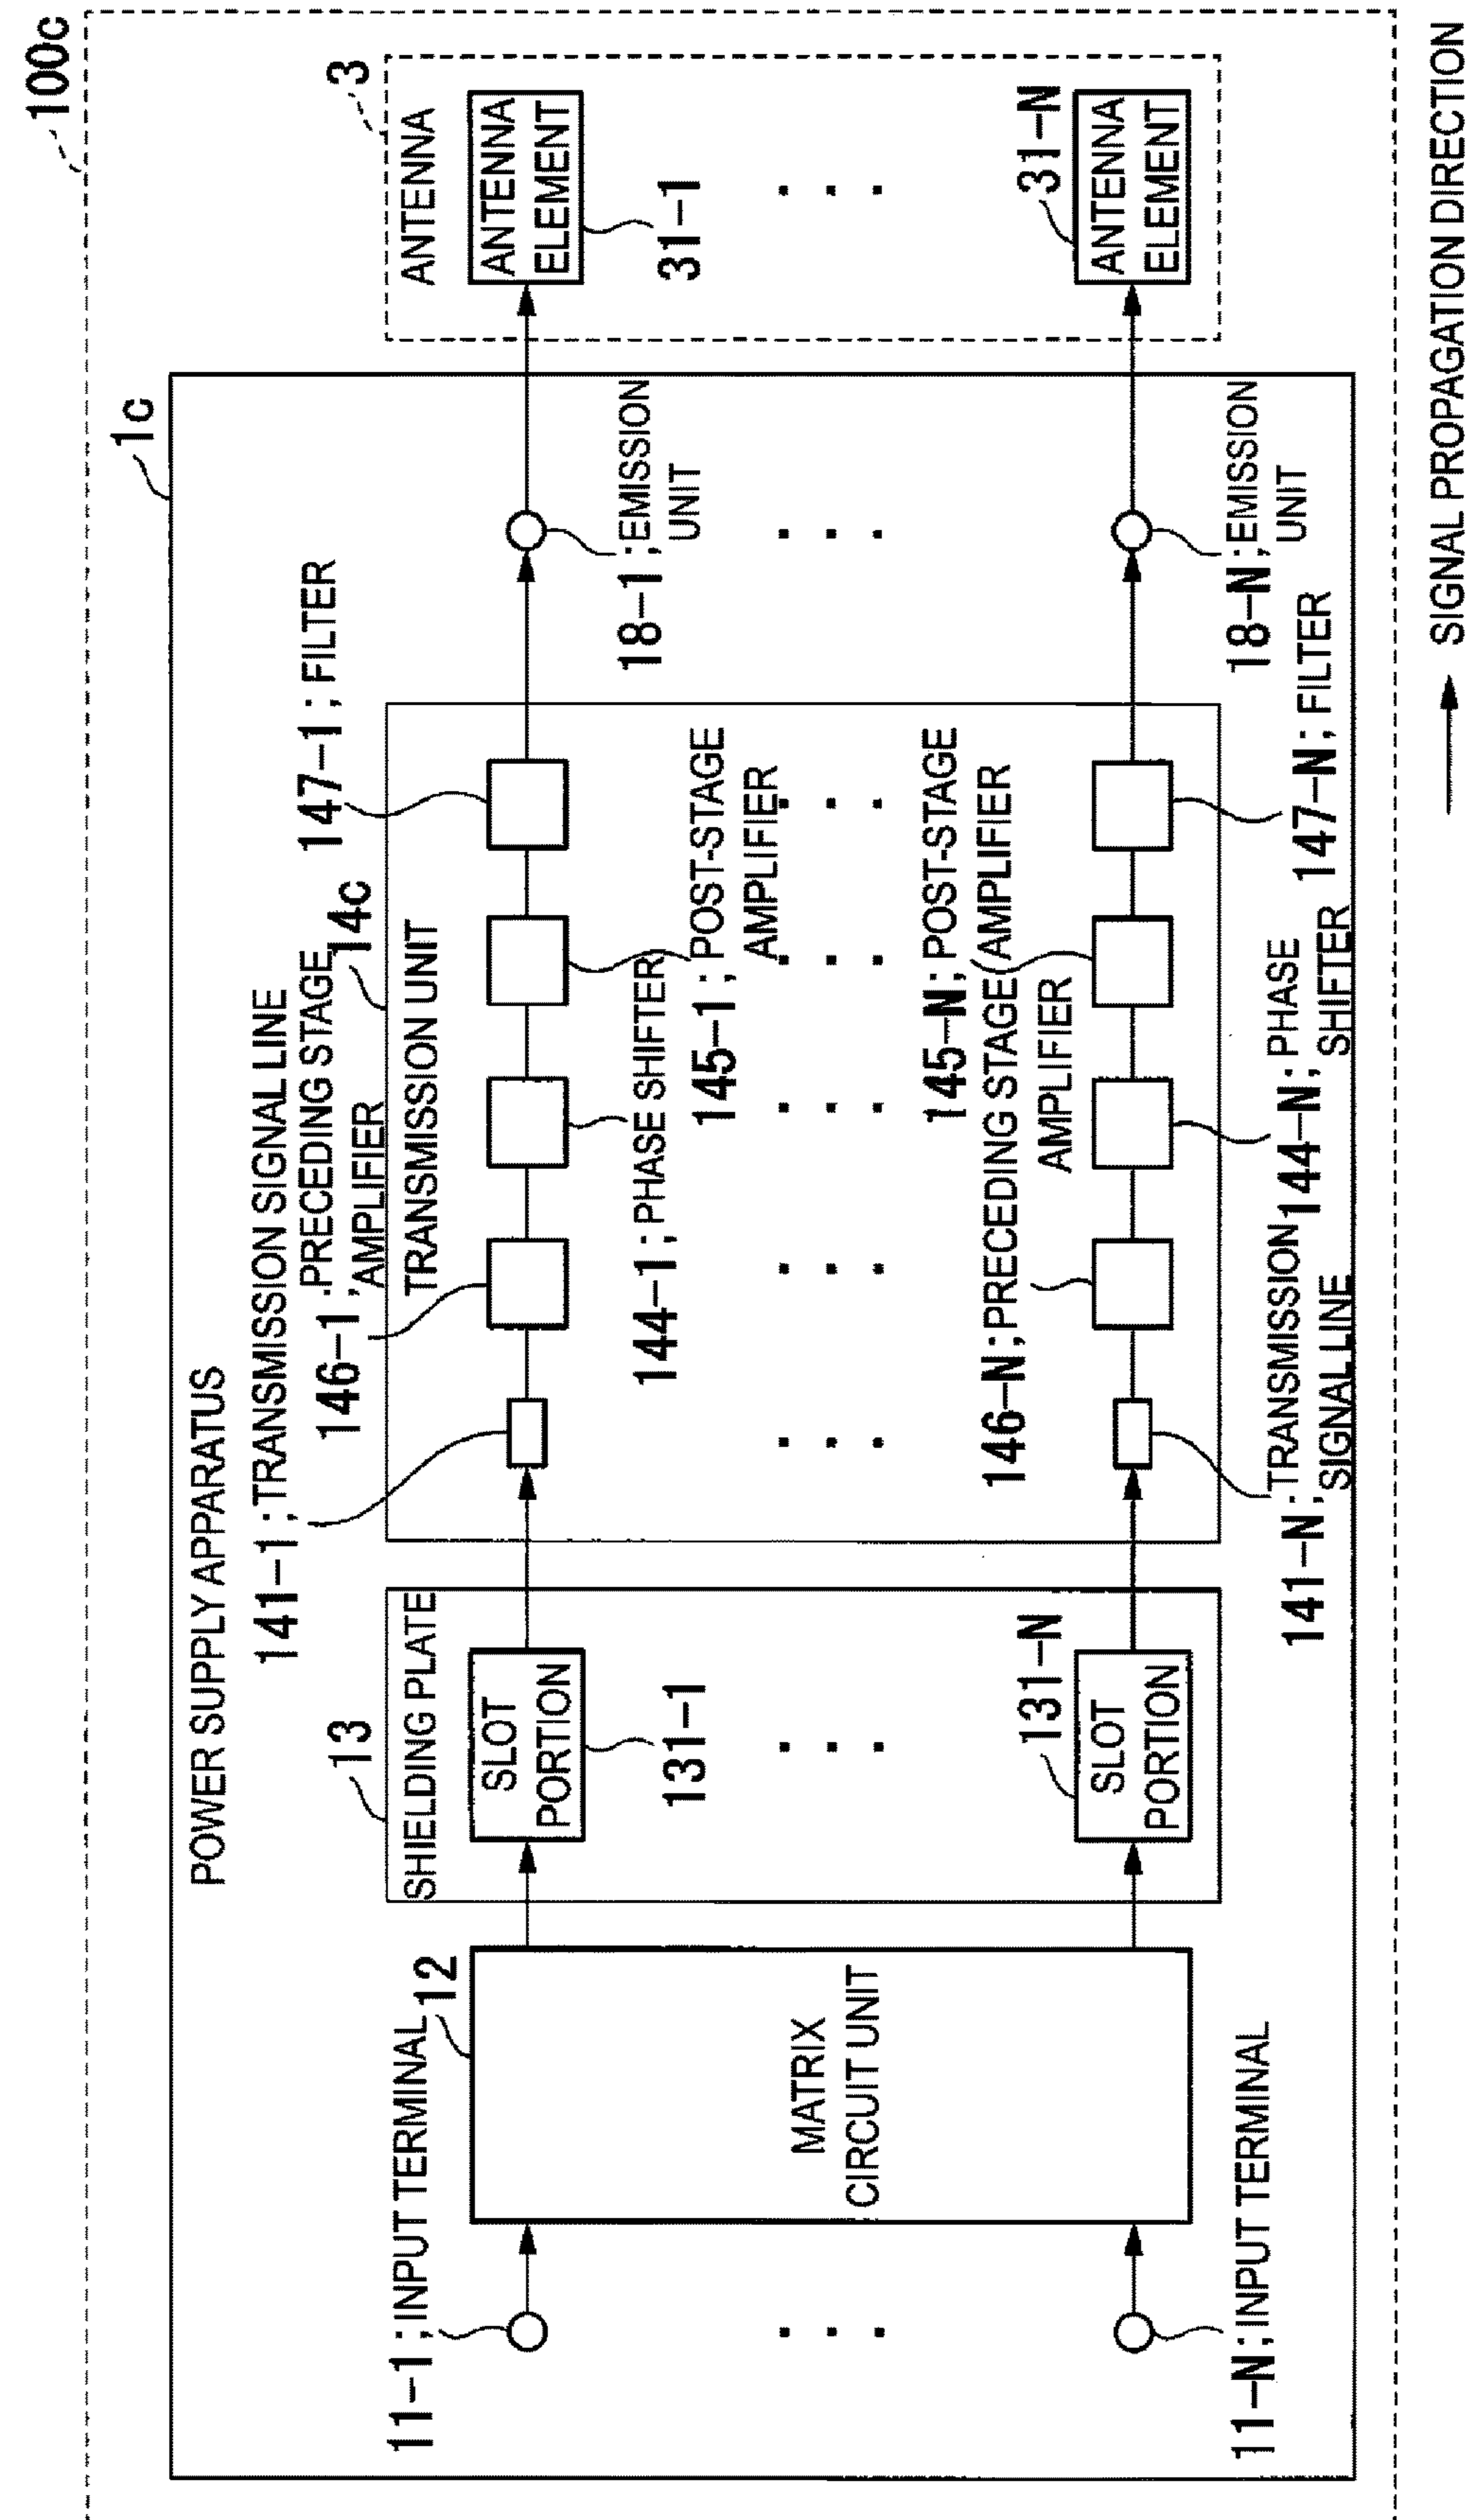 100c
1c
POWER SUPPLY APPARATUS
141-1 ; TRANSMISSION SIGNAL LINE
146-1 ; PRECEDING STAGE
AMPLIFIER
14c
147-1 ; FILTER
3
ANTENNA
13
SHIELDING PLATE
TRANSMISSION UNIT
11-1 ; INPUT TERMINAL
12
SLOT
PORTION
ANTENNA
ELEMENT
131-1
144-1 ; PHASE SHIFTER
145-1 ; POST-STAGE
AMPLIFIER
18-1 ; EMISSION
UNIT
31-1
MATRIX
CIRCUIT UNIT
145-N ; POST-STAGE
AMPLIFIER
146-N ; PRECEDING STAGE
AMPLIFIER
131-N
31-N
SLOT
PORTION
ANTENNA
ELEMENT
11-N ; INPUT TERMINAL
141-N ; TRANSMISSION
SIGNAL LINE
144-N ; PHASE
SHIFTER
147-N ; FILTER
18-N ; EMISSION
UNIT
SIGNAL PROPAGATION DIRECTION